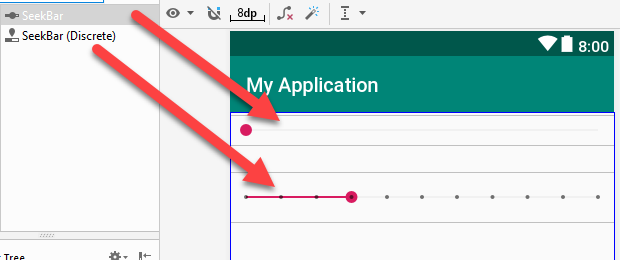 SeekBar
SeekBar (Discrete)
8dp
8:00
My Application
Tree